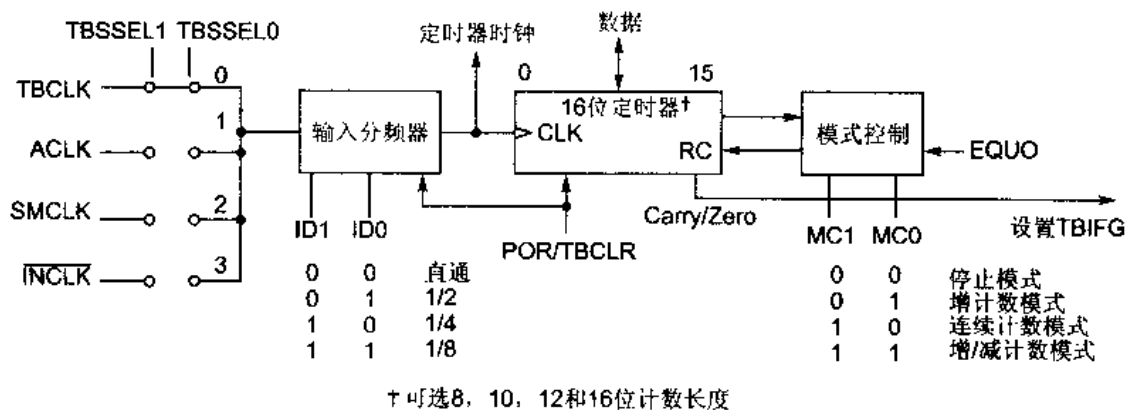 TBSSEL1 TBSSEL0
定时器时钟
数据
TBCLK
0
ACLK
1
SMCLK
2
I̅N̅C̅L̅K̅
3
输入分频器
0 15
16位定时器†
CLK
RC
模式控制
EQUO
ID1 ID0
POR/TBCLR
Carry/Zero
MC1 MC0
设置TBIFG
0 0 直通
0 1 1/2
1 0 1/4
1 1 1/8
0 0 停止模式
0 1 增计数模式
1 0 连续计数模式
1 1 增/减计数模式
†可选8，10，12和16位计数长度